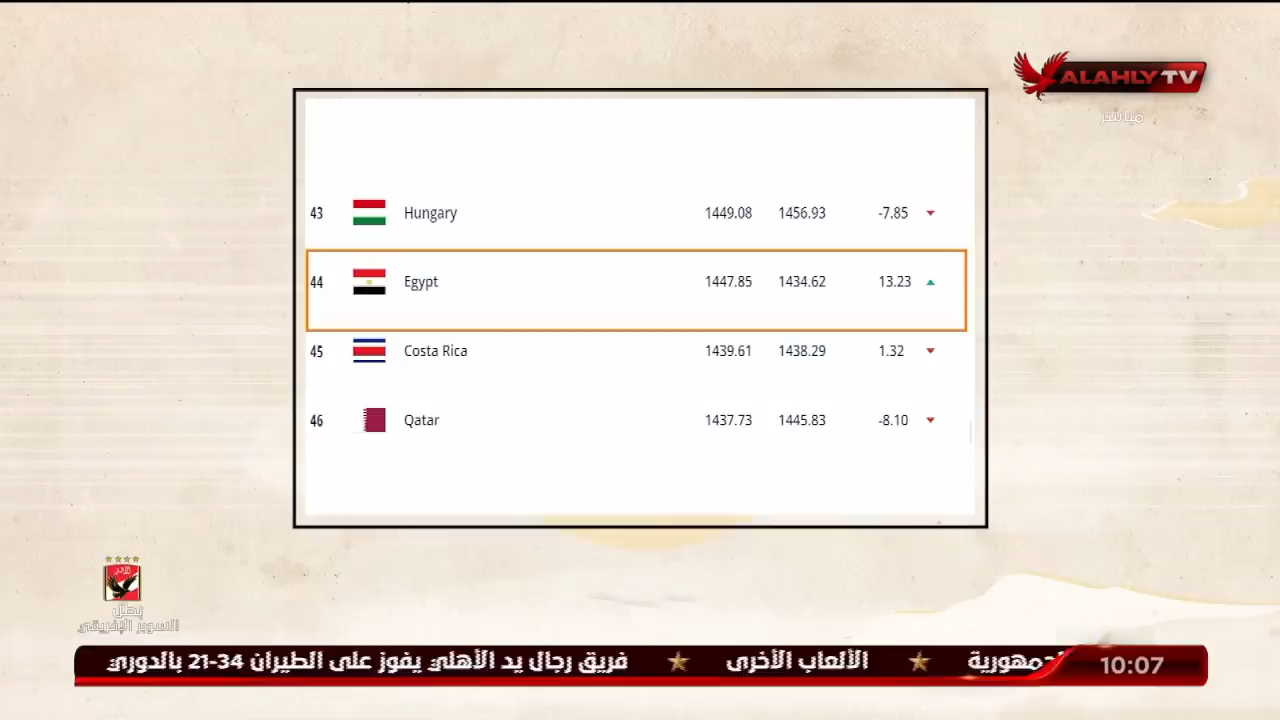 ALAHLY TV
مباشر
43 Hungary 1449.08 1456.93 -7.85
44 Egypt 1447.85 1434.62 13.23
45 Costa Rica 1439.61 1438.29 1.32
46 Qatar 1437.73 1445.83 -8.10
بطل
السوبر الإفريقي
الألعاب الأخرى ★ فريق رجال يد الأهلي يفوز على الطيران 34-21 بالدوري
10:07